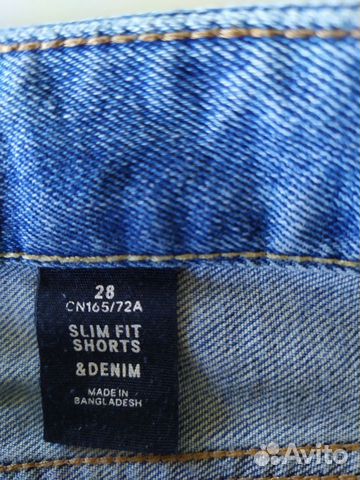 28
CN165/72A
SLIM FIT
SHORTS
&DENIM
MADE IN
BANGLADESH
Avito